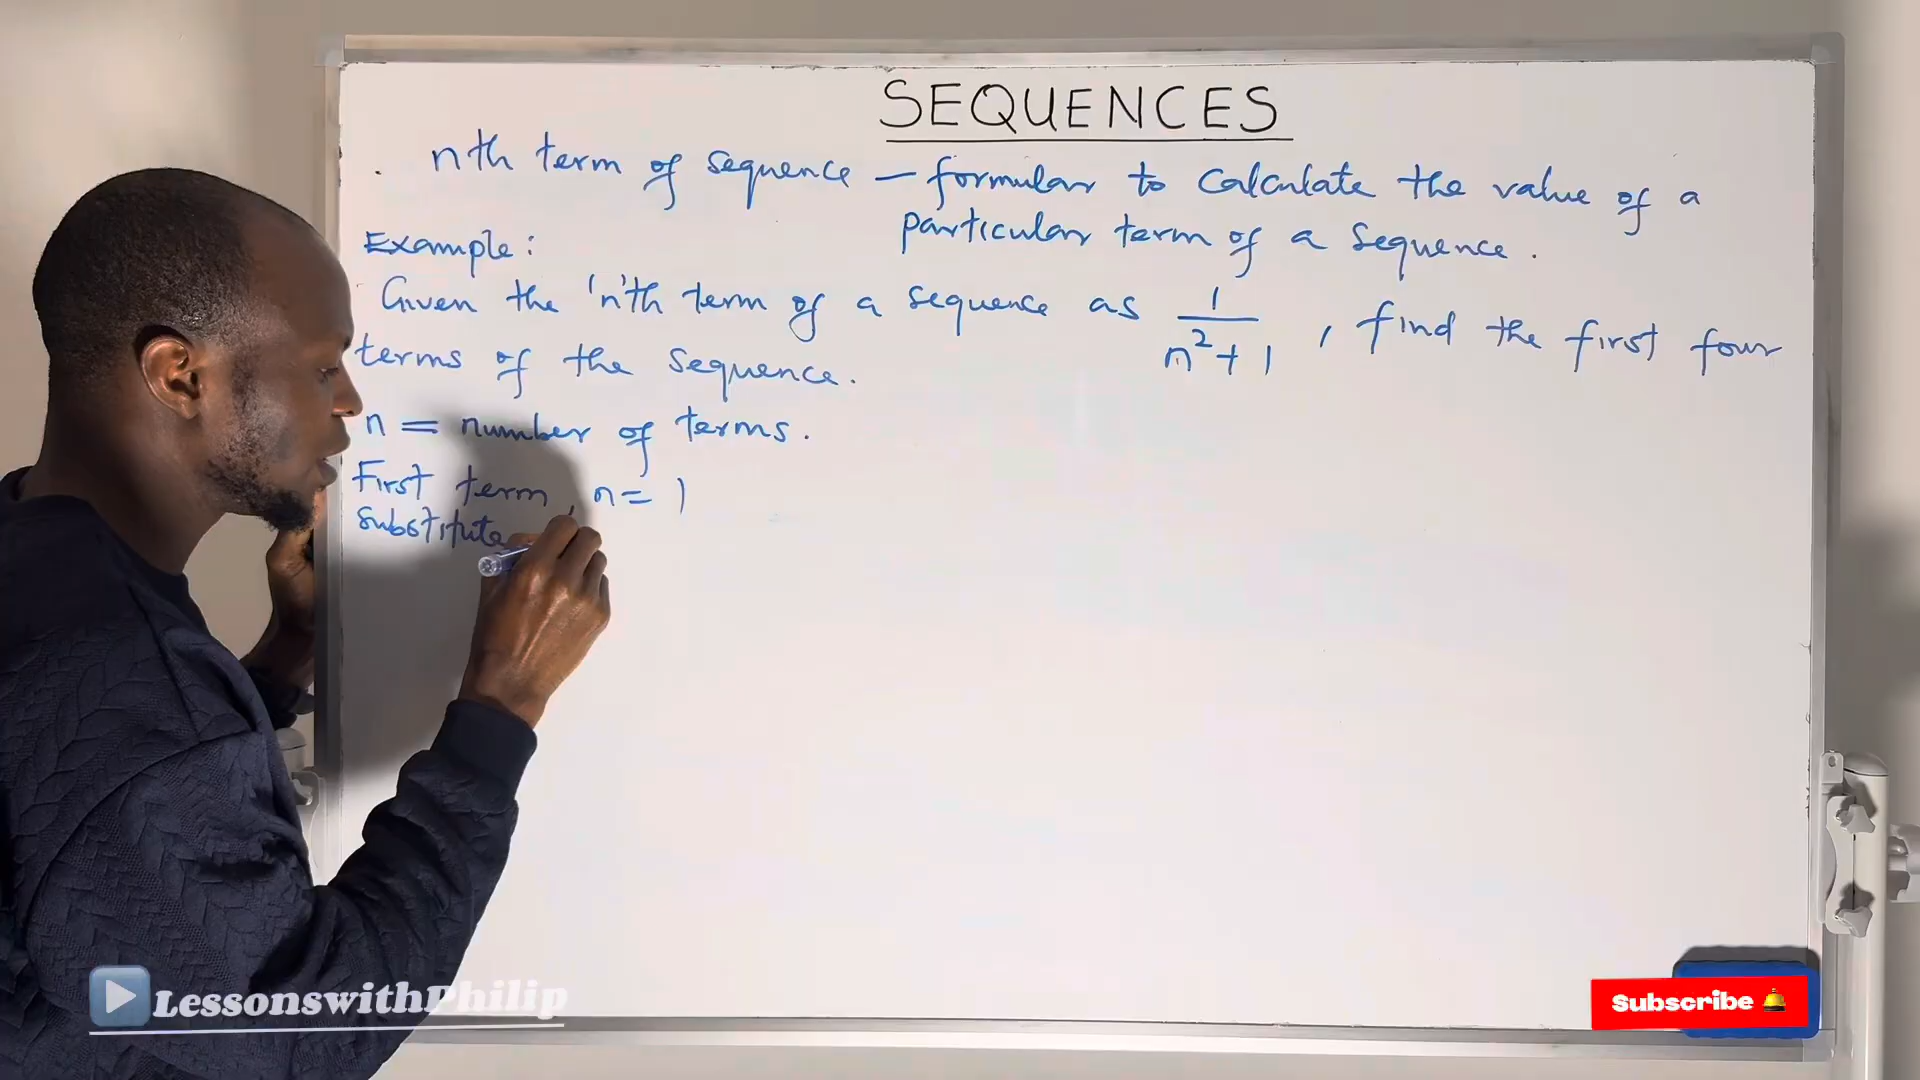 SEQUENCES
nth term of sequence — formular to calculate the value of a
particular term of a sequence.
Example:
Given the 'n'th term of a sequence as 1/(n²+1), find the first four
terms of the sequence.
n = number of terms.
First term, n = 1
substitute
LessonswithPhilip
Subscribe